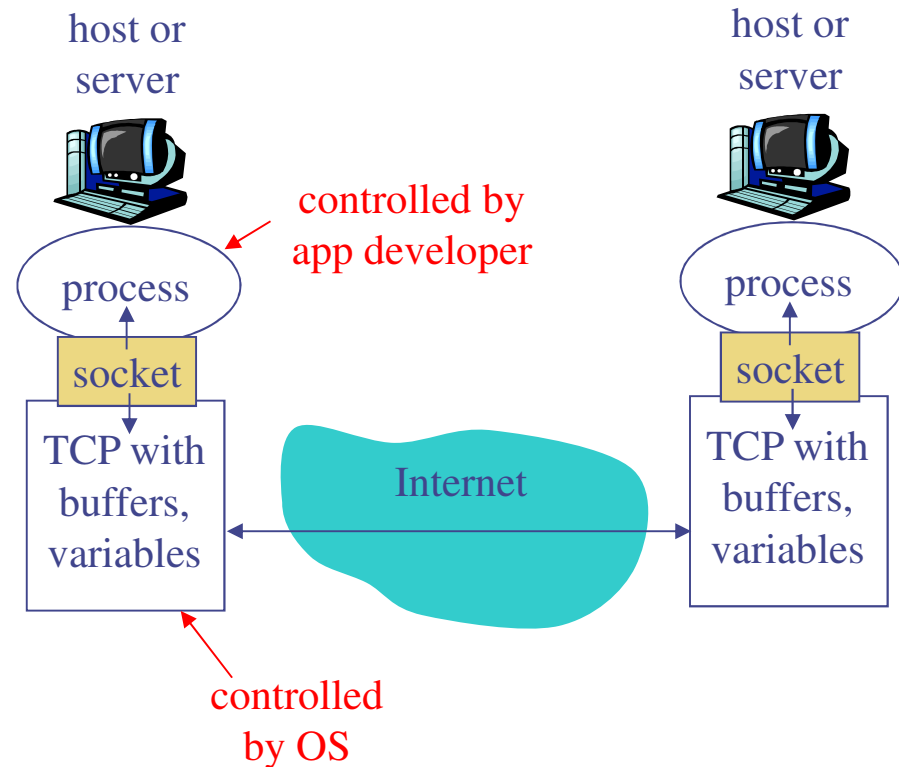 host or
server
host or
server
controlled by
app developer
process
process
socket
socket
TCP with
buffers,
variables
Internet
TCP with
buffers,
variables
controlled
by OS